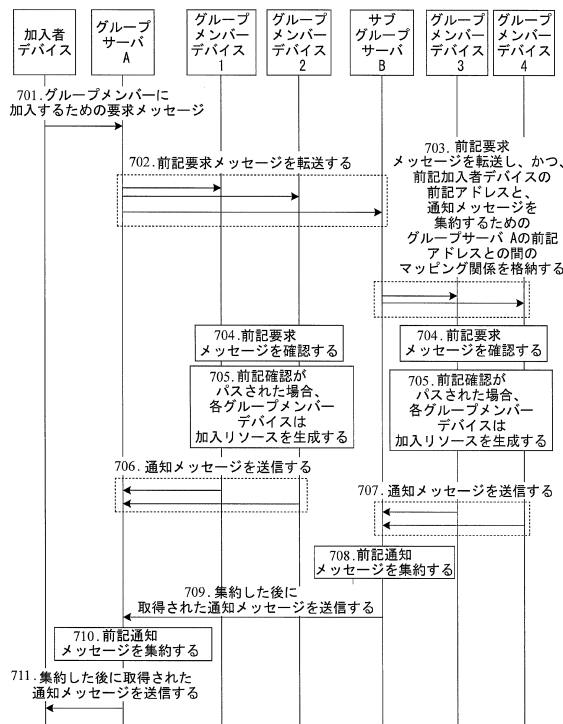 加入者
デバイス
グループ
サーバ
A
グループ
メンバー
デバイス
1
グループ
メンバー
デバイス
2
サブ
グループ
サーバ
B
グループ
メンバー
デバイス
3
グループ
メンバー
デバイス
4
701.グループメンバーに
加入するための要求メッセージ
702.前記要求メッセージを転送する
703.前記要求
メッセージを転送し、かつ、
前記加入者デバイスの
前記アドレスと、
通知メッセージを
集約するための
グループサーバ Aの前記
アドレスとの間の
マッピング関係を格納する
704.前記要求
メッセージを確認する
704.前記要求
メッセージを確認する
705.前記確認が
パスされた場合、
各グループメンバー
デバイスは
加入リソースを生成する
705.前記確認が
パスされた場合、
各グループメンバー
デバイスは
加入リソースを生成する
706.通知メッセージを送信する
707.通知メッセージを送信する
708.前記通知
メッセージを集約する
709.集約した後に
取得された通知メッセージを送信する
710.前記通知
メッセージを集約する
711.集約した後に取得された
通知メッセージを送信する